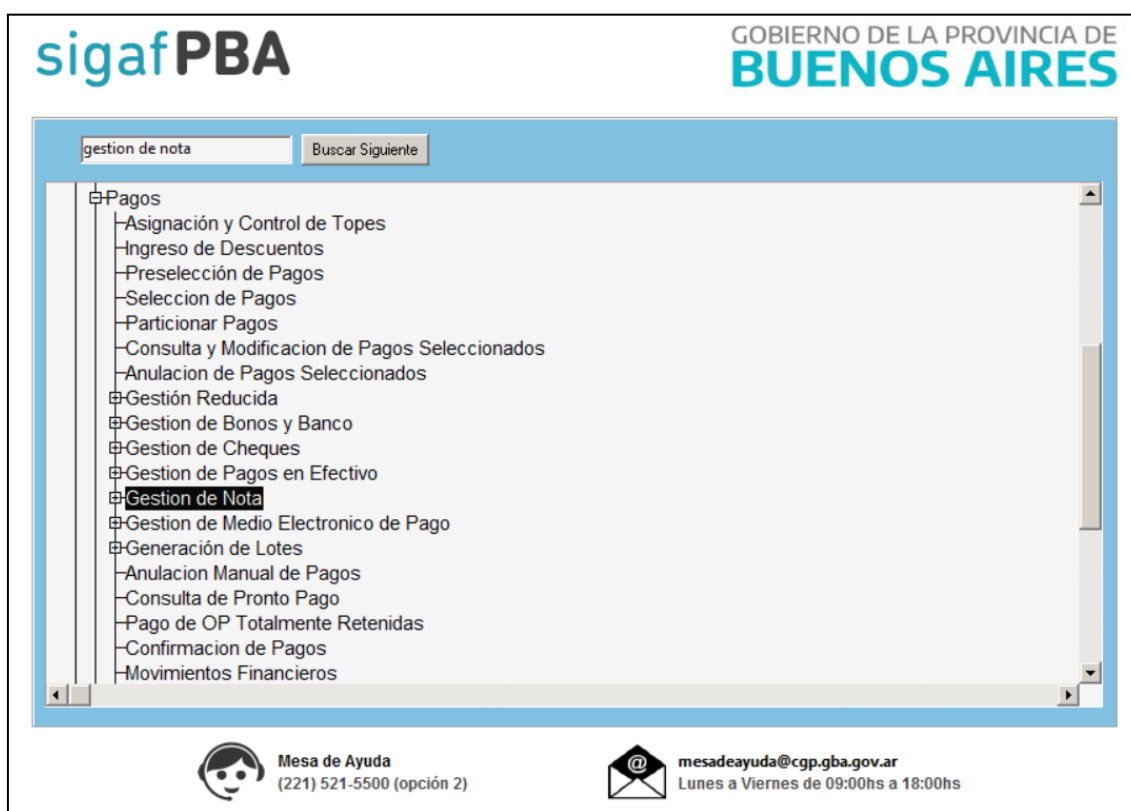 sigafPBA
GOBIERNO DE LA PROVINCIA DE
BUENOS AIRES
gestion de nota
Buscar Siguiente
Pagos
Asignación y Control de Topes
Ingreso de Descuentos
Preselección de Pagos
Seleccion de Pagos
Particionar Pagos
Consulta y Modificacion de Pagos Seleccionados
Anulacion de Pagos Seleccionados
Gestión Reducida
Gestion de Bonos y Banco
Gestion de Cheques
Gestion de Pagos en Efectivo
Gestion de Nota
Gestion de Medio Electronico de Pago
Generación de Lotes
Anulacion Manual de Pagos
Consulta de Pronto Pago
Pago de OP Totalmente Retenidas
Confirmacion de Pagos
Movimientos Financieros
Mesa de Ayuda
(221) 521-5500 (opción 2)
@
mesadeayuda@cgp.gba.gov.ar
Lunes a Viernes de 09:00hs a 18:00hs